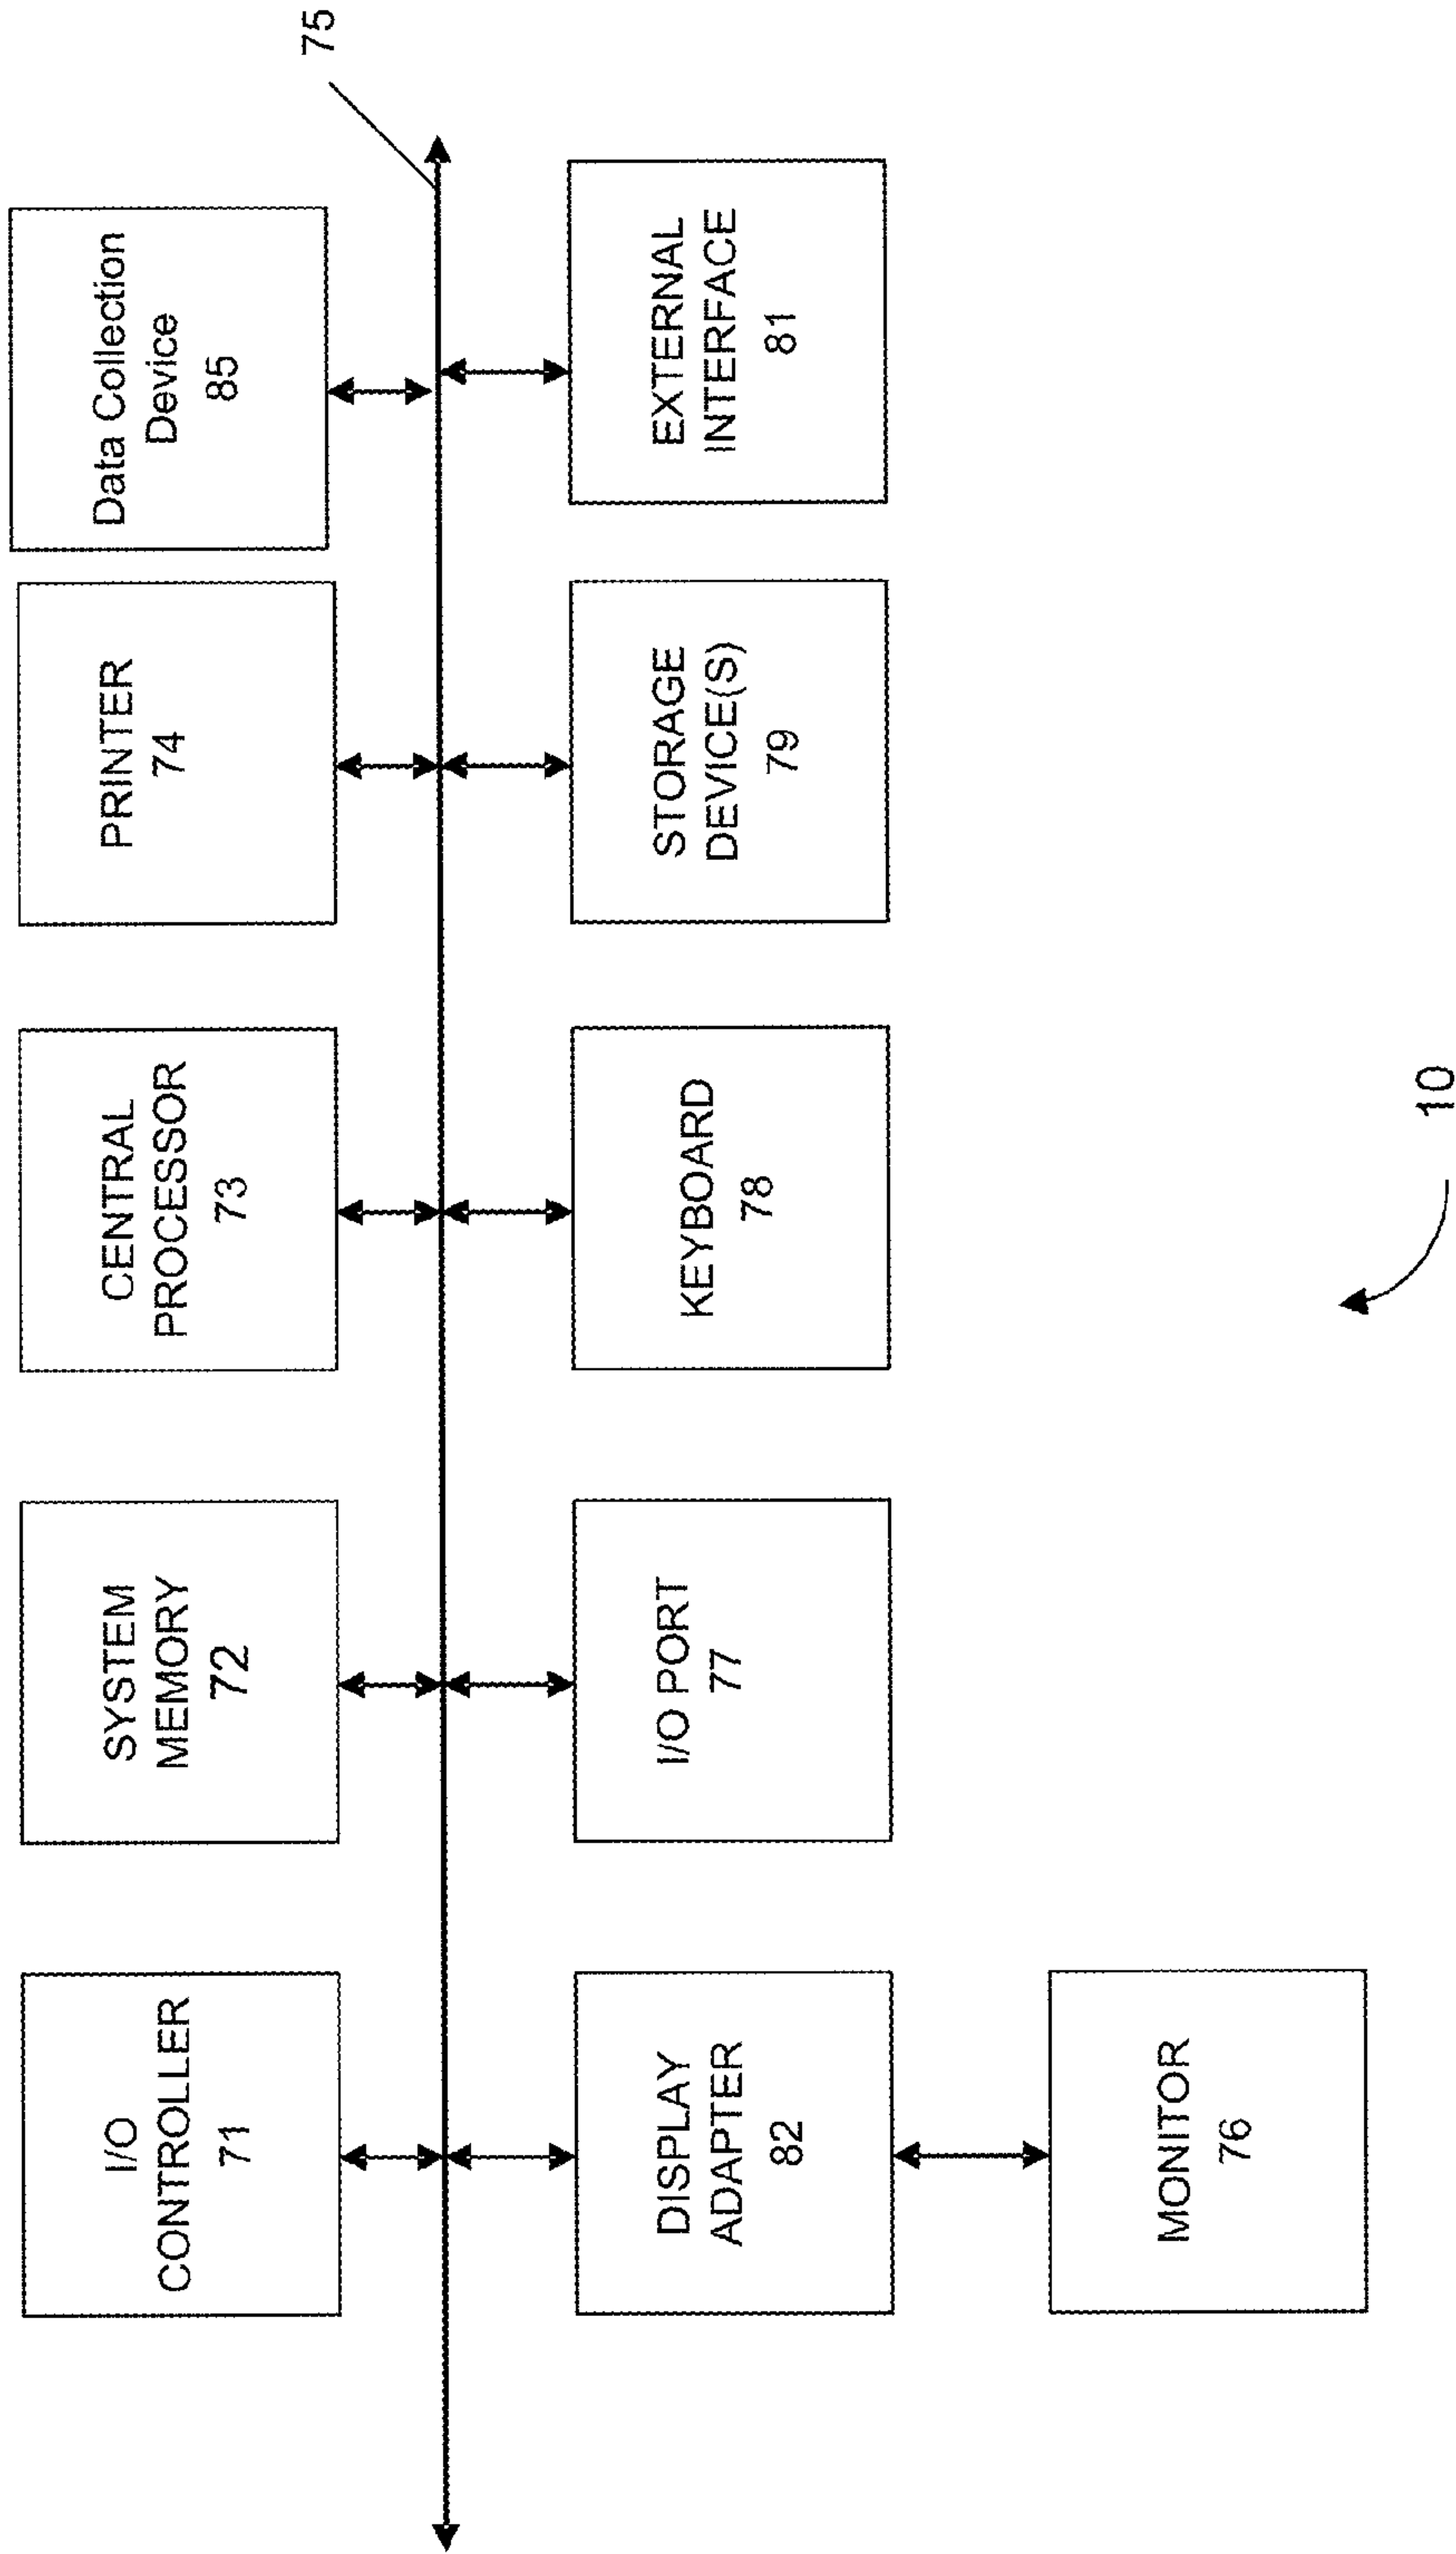 I/O
CONTROLLER
71
SYSTEM
MEMORY
72
CENTRAL
PROCESSOR
73
PRINTER
74
Data Collection
Device
85
75
DISPLAY
ADAPTER
82
I/O PORT
77
KEYBOARD
78
STORAGE
DEVICE(S)
79
EXTERNAL
INTERFACE
81
MONITOR
76
10